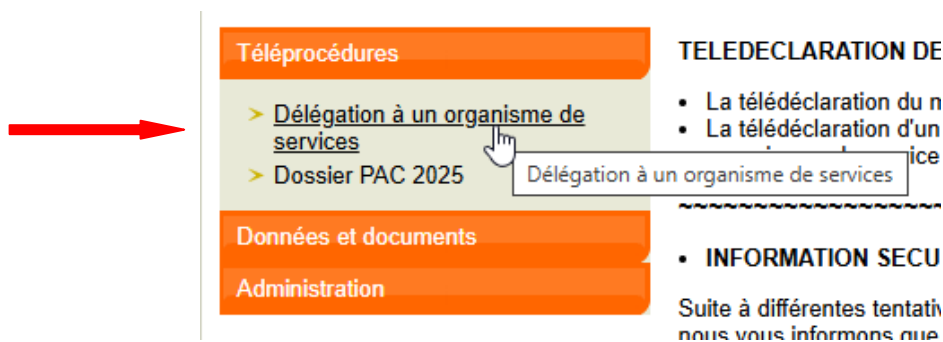 Téléprocédures
Délégation à un organisme de
services
Dossier PAC 2025
Délégation à un organisme de services
Données et documents
Administration
TELEDECLARATION DE
La télédéclaration du
La télédéclaration d'un
~~~~~~~~~~~~~~~~~~
INFORMATION SECU
Suite à différentes
nous vous informons que